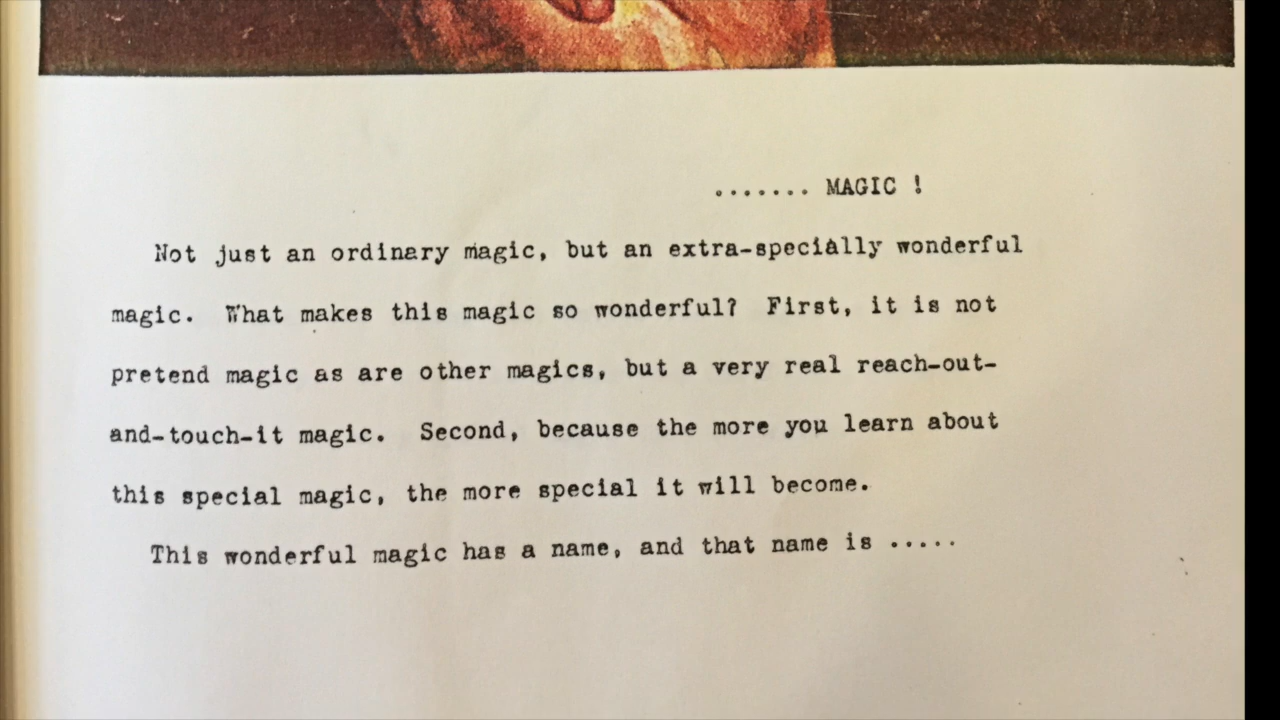 ....... MAGIC !
Not just an ordinary magic, but an extra-specially wonderful
magic. What makes this magic so wonderful? First, it is not
pretend magic as are other magics, but a very real reach-out-
and-touch-it magic. Second, because the more you learn about
this special magic, the more special it will become.
This wonderful magic has a name, and that name is .....